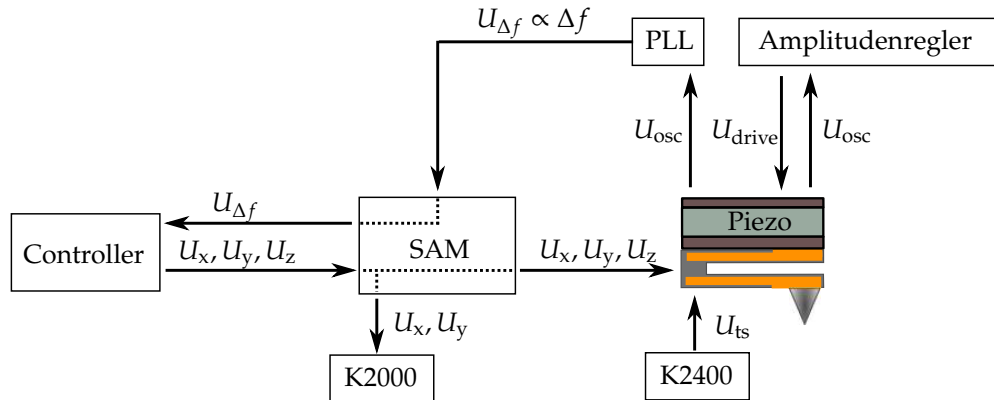 U_Δf ∝ Δf
PLL
Amplitudenregler
U_osc
U_drive
U_osc
U_Δf
Controller
SAM
Piezo
U_x, U_y, U_z
U_x, U_y, U_z
U_x, U_y
U_ts
K2000
K2400